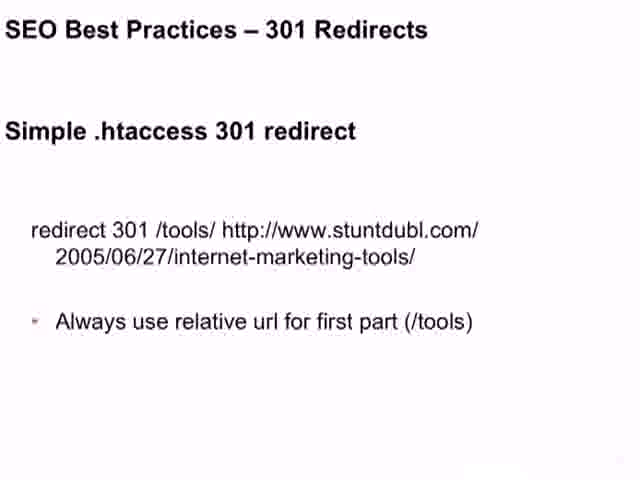 SEO Best Practices – 301 Redirects
Simple .htaccess 301 redirect
redirect 301 /tools/ http://www.stuntdubl.com/
2005/06/27/internet-marketing-tools/
Always use relative url for first part (/tools)